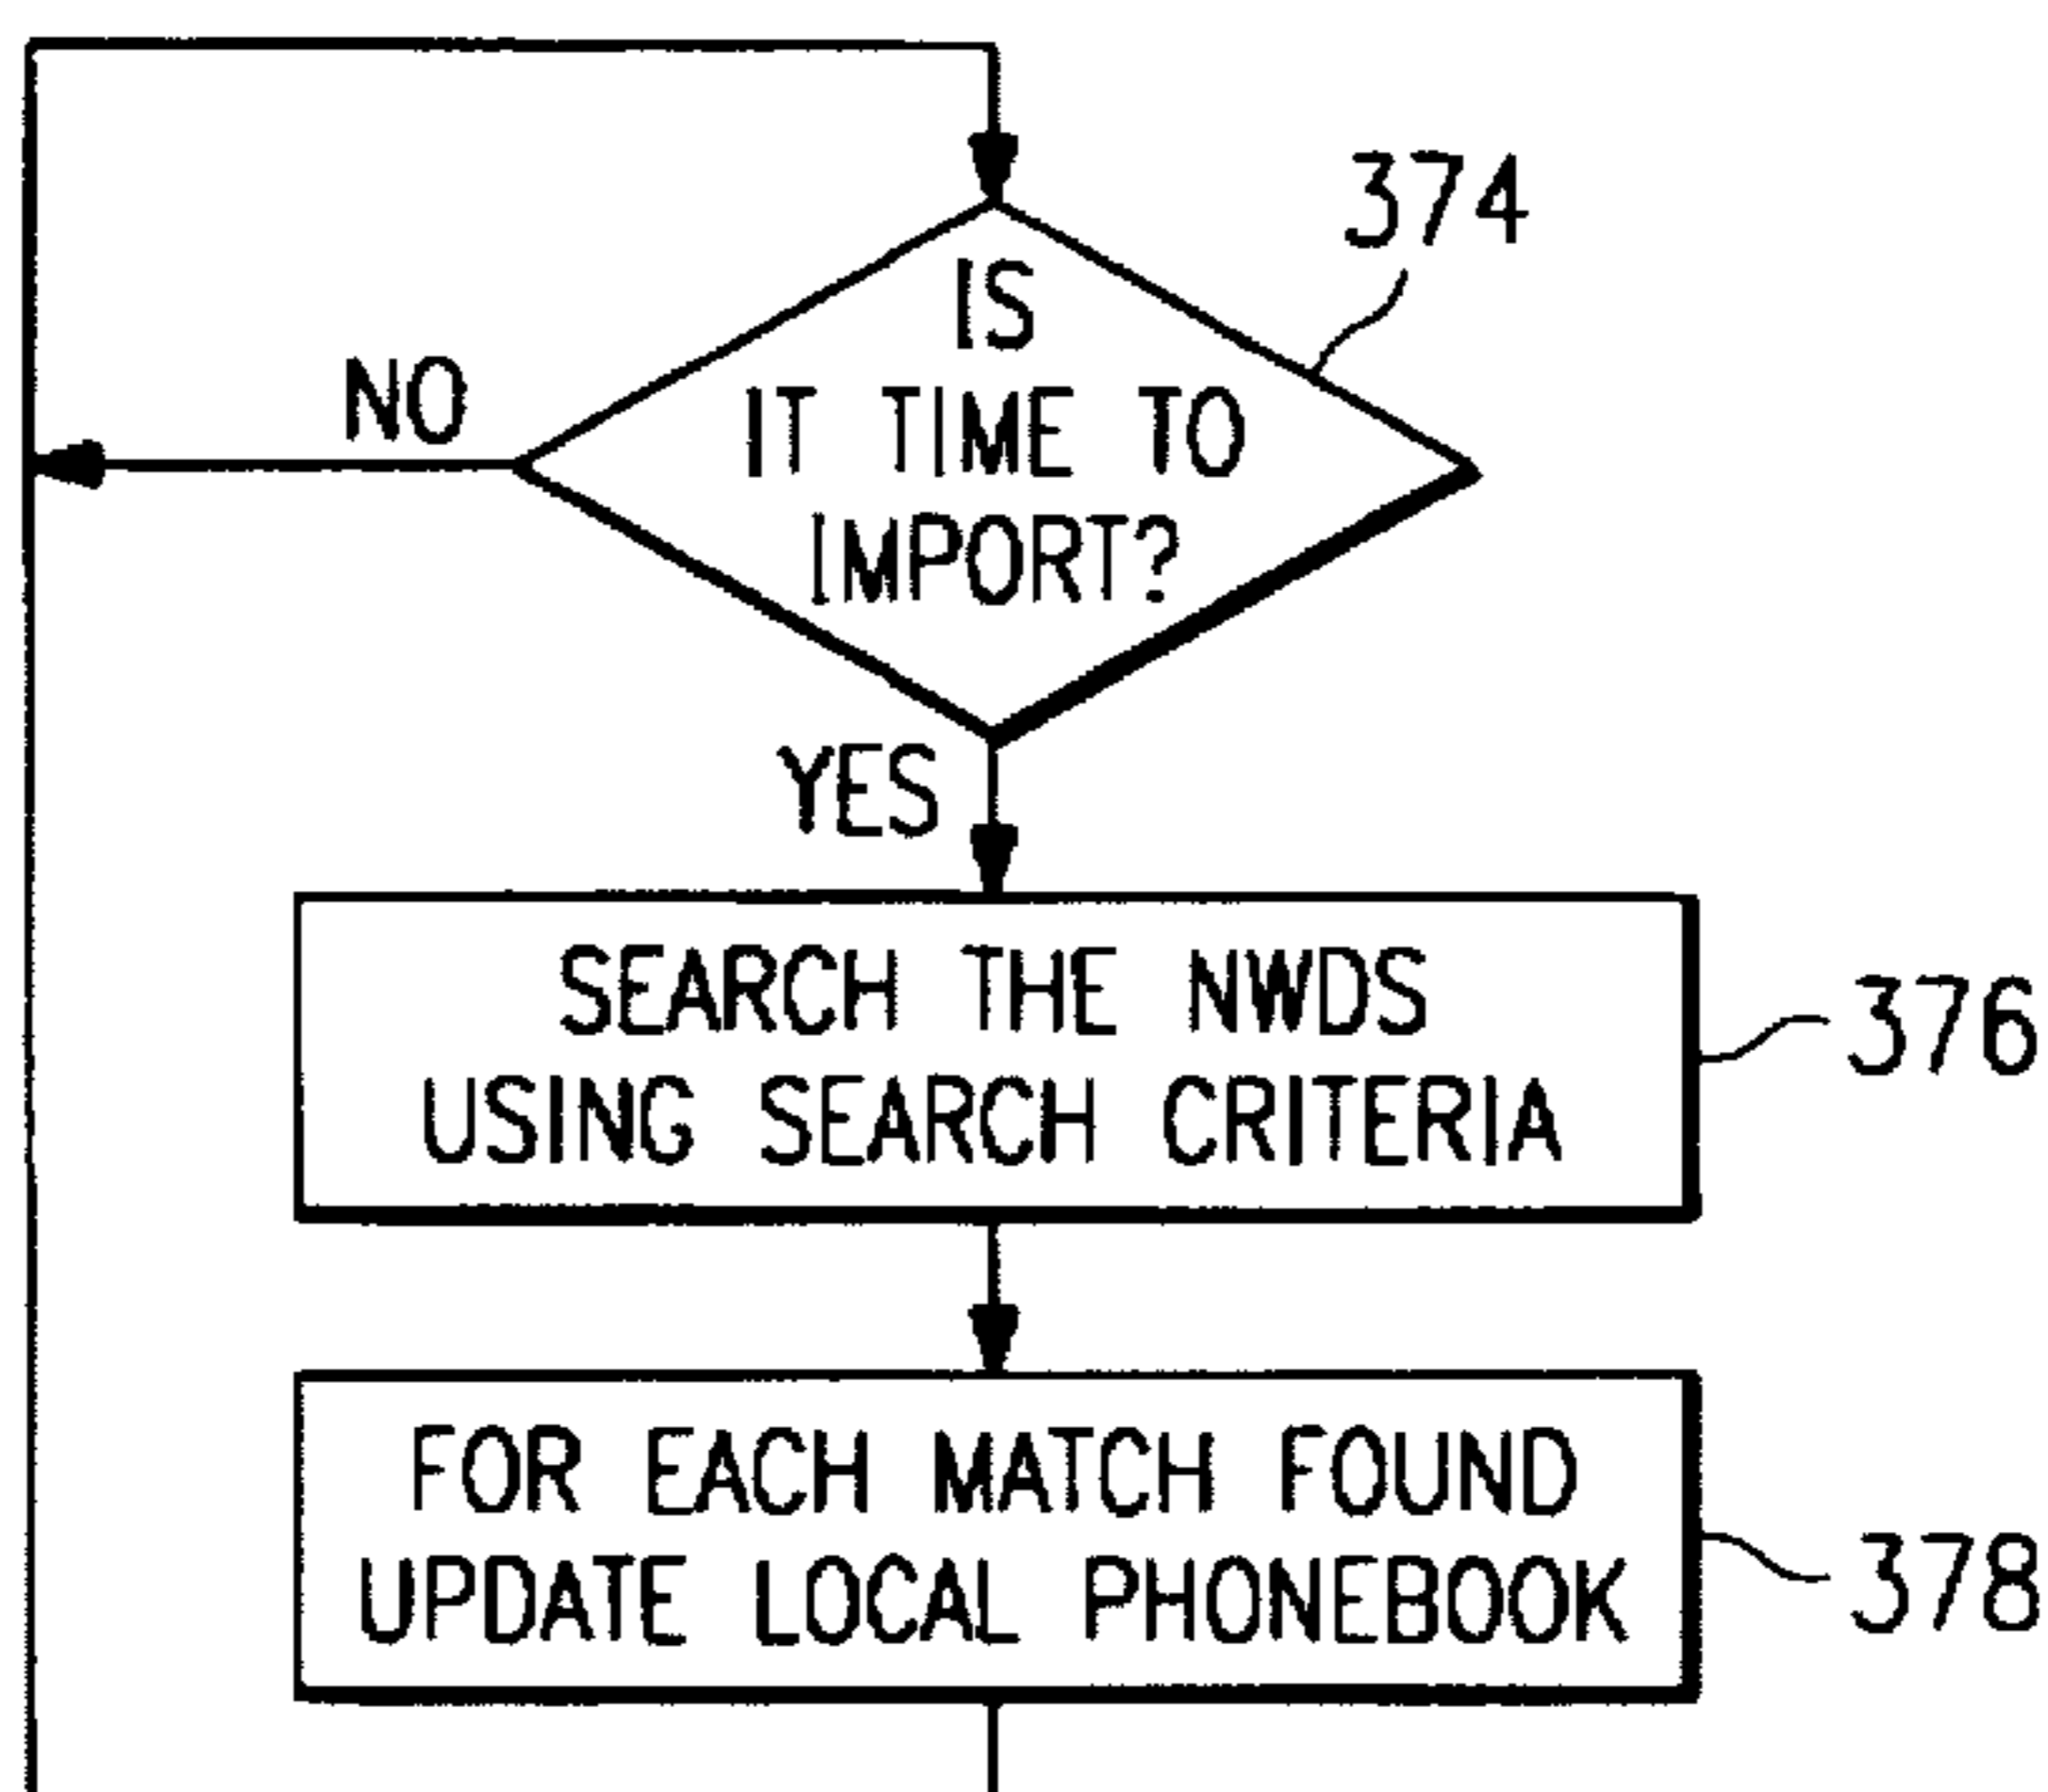 374
IS
IT TIME TO
IMPORT?
NO
YES
SEARCH THE NWDS
USING SEARCH CRITERIA
376
FOR EACH MATCH FOUND
UPDATE LOCAL PHONEBOOK
378